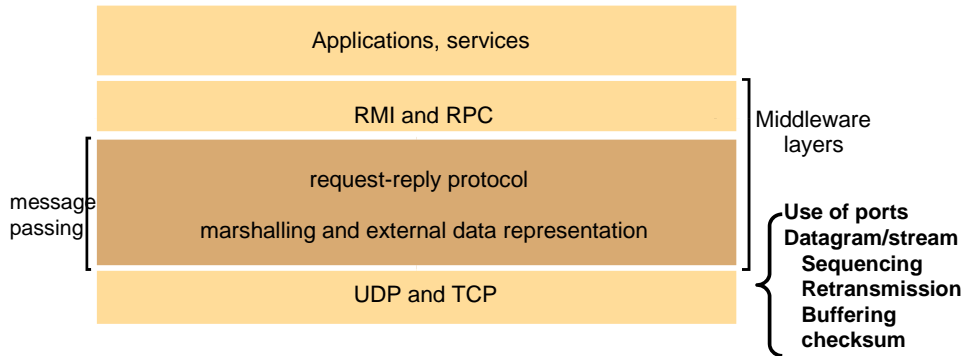 Applications, services
RMI and RPC
Middleware
layers
request-reply protocol
message
passing
marshalling and external data representation
UDP and TCP
Use of ports
Datagram/stream
Sequencing
Retransmission
Buffering
checksum